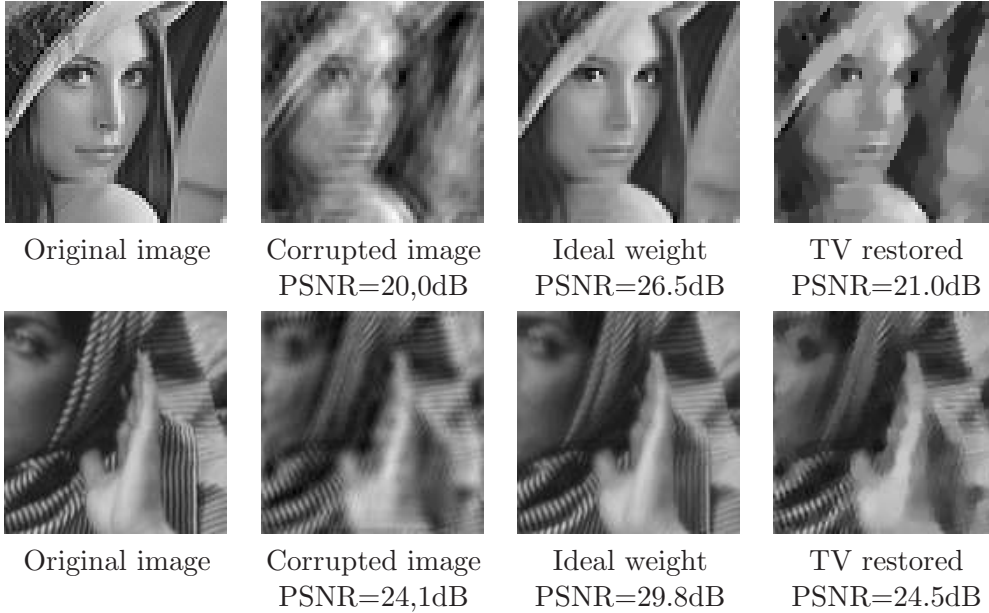 Original image
Corrupted image
PSNR=20,0dB
Ideal weight
PSNR=26.5dB
TV restored
PSNR=21.0dB
Original image
Corrupted image
PSNR=24,1dB
Ideal weight
PSNR=29.8dB
TV restored
PSNR=24.5dB